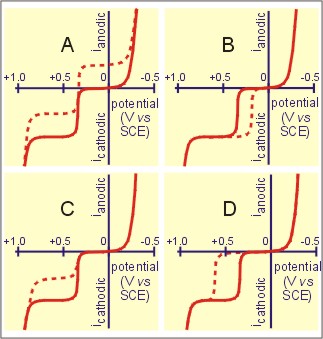 A
i anodic
+1.0 +0.5 0 -0.5
potential
(V vs
SCE)
i cathodic
B
i anodic
+1.0 +0.5 0 -0.5
potential
(V vs
SCE)
i cathodic
C
i anodic
+1.0 +0.5 0 -0.5
potential
(V vs
SCE)
i cathodic
D
i anodic
+1.0 +0.5 0 -0.5
potential
(V vs
SCE)
i cathodic